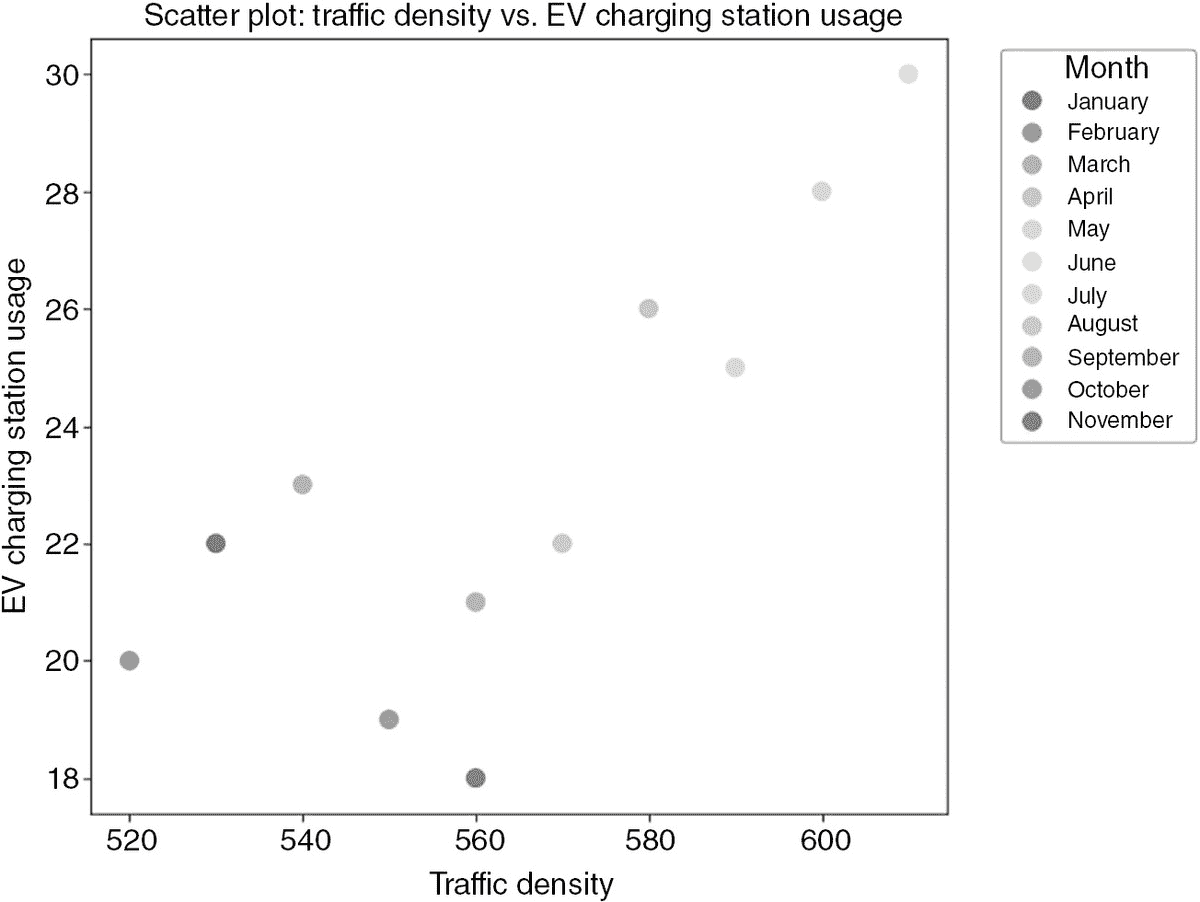 Scatter plot: traffic density vs. EV charging station usage
30
28
26
24
22
20
18
EV charging station usage
520 540 560 580 600
Traffic density
Month
January
February
March
April
May
June
July
August
September
October
November